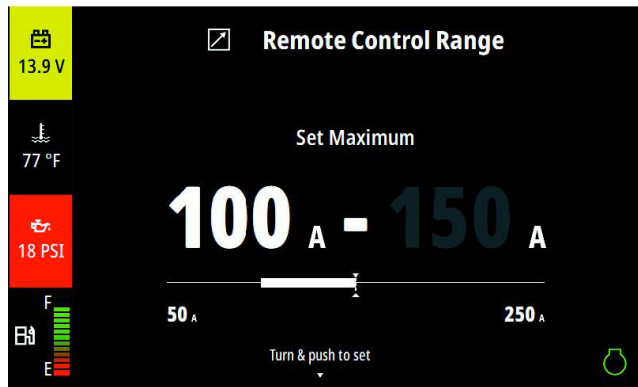 13.9 V
77 °F
18 PSI
F
E
Remote Control Range
Set Maximum
100 A - 150 A
50 A
250 A
Turn & push to set